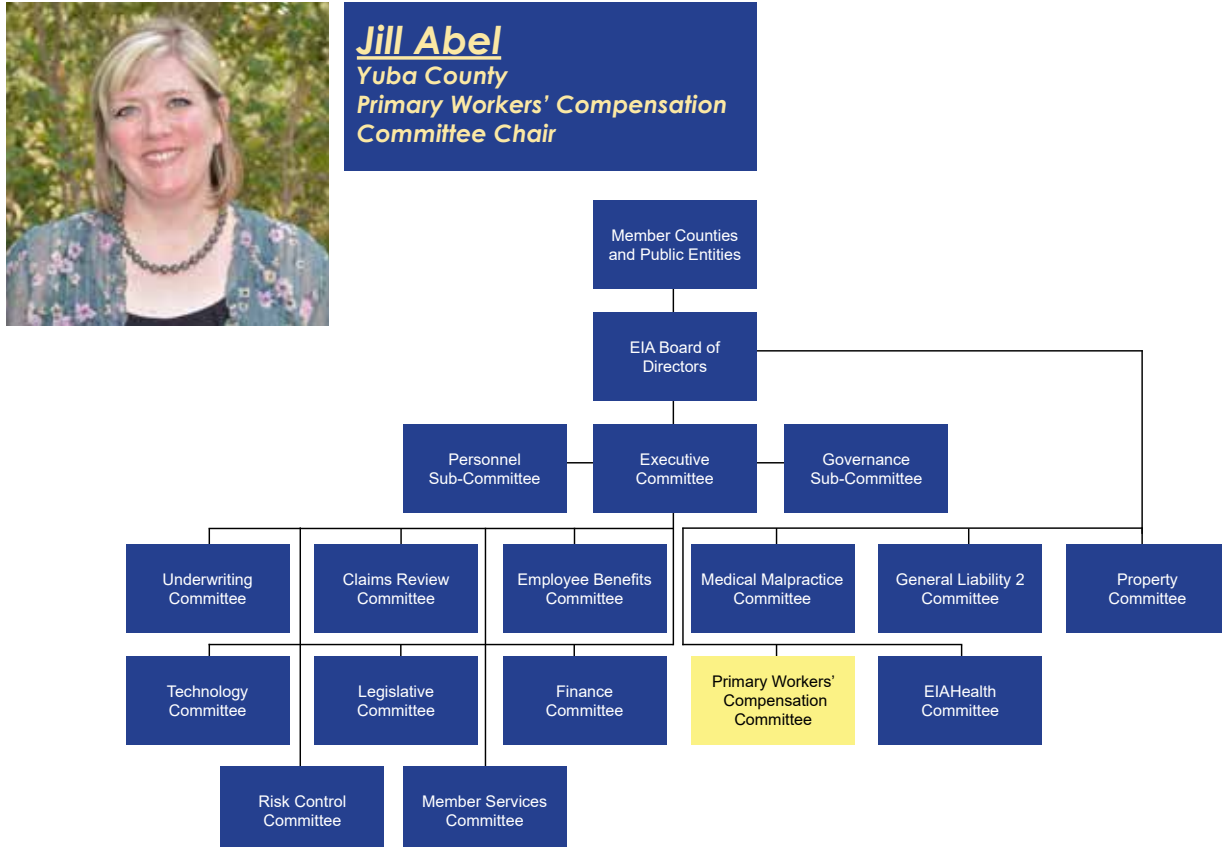 Jill Abel
Yuba County
Primary Workers’ Compensation
Committee Chair
Member Counties
and Public Entities
EIA Board of
Directors
Personnel
Sub-Committee
Executive
Committee
Governance
Sub-Committee
Underwriting
Committee
Claims Review
Committee
Employee Benefits
Committee
Medical Malpractice
Committee
General Liability 2
Committee
Property
Committee
Technology
Committee
Legislative
Committee
Finance
Committee
Primary Workers’
Compensation
Committee
EIAHealth
Committee
Risk Control
Committee
Member Services
Committee